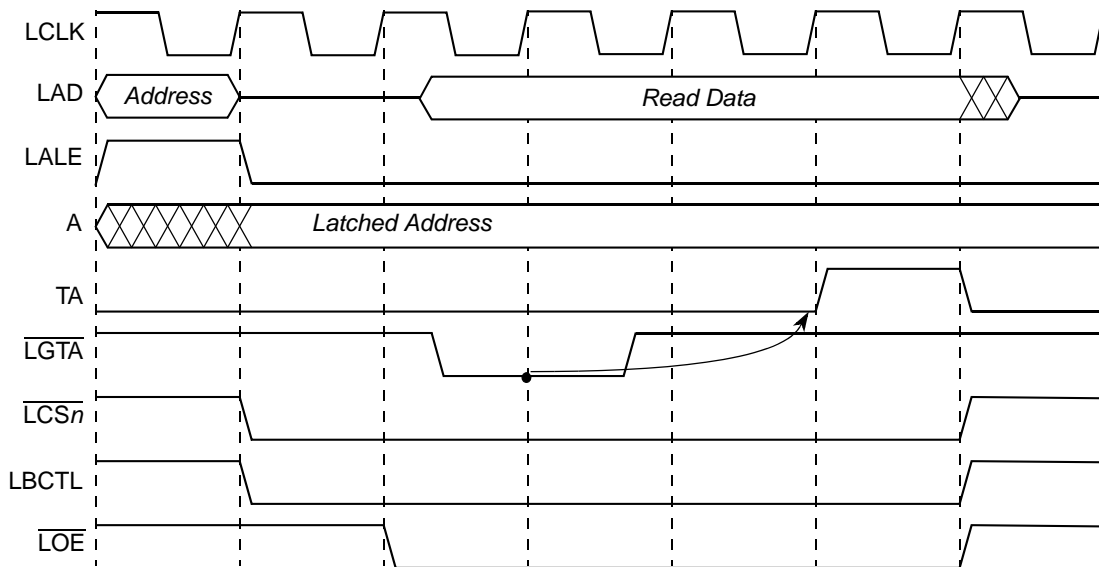 LCLK
LAD Address Read Data
LALE
A Latched Address
TA
LGTA
LCSn
LBCTL
LOE